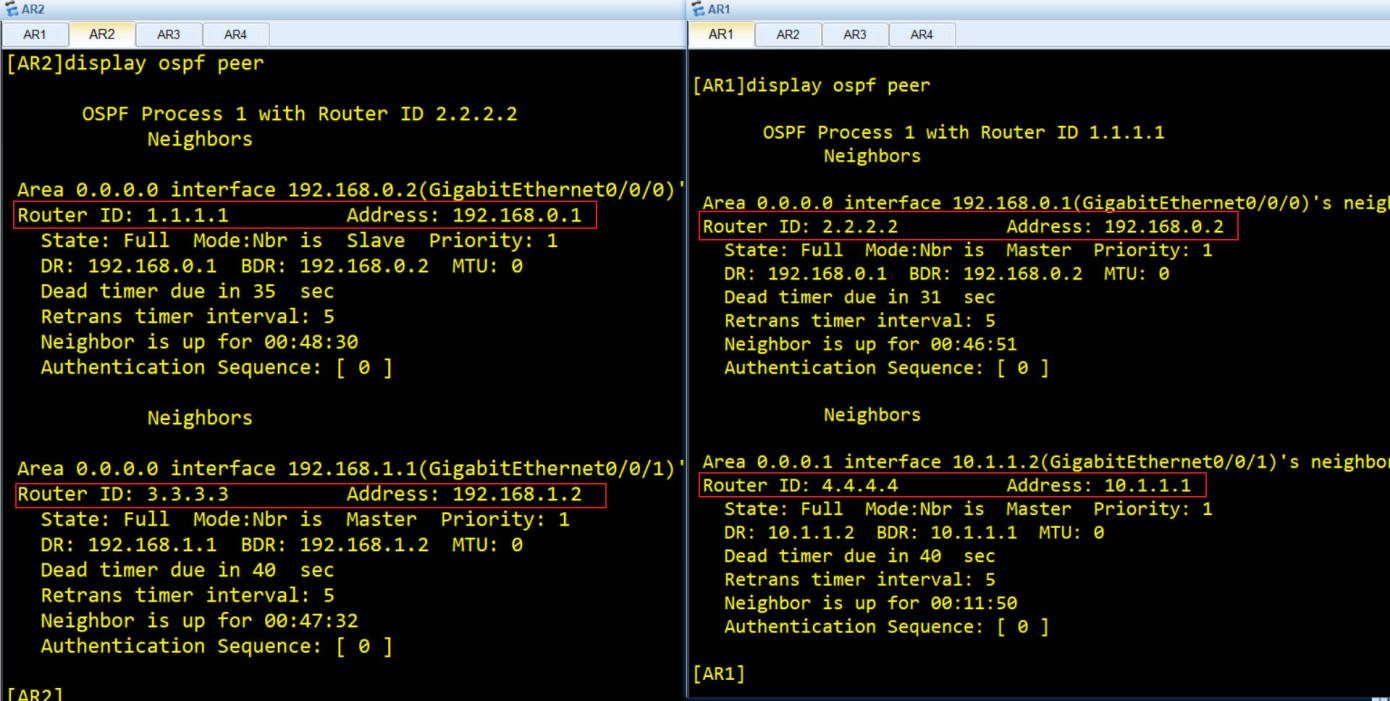 AR2
AR1 AR2 AR3 AR4
[AR2]display ospf peer
OSPF Process 1 with Router ID 2.2.2.2
Neighbors
Area 0.0.0.0 interface 192.168.0.2(GigabitEthernet0/0/0)'
Router ID: 1.1.1.1 Address: 192.168.0.1
State: Full Mode:Nbr is Slave Priority: 1
DR: 192.168.0.1 BDR: 192.168.0.2 MTU: 0
Dead timer due in 35 sec
Retrans timer interval: 5
Neighbor is up for 00:48:30
Authentication Sequence: [ 0 ]
Neighbors
Area 0.0.0.0 interface 192.168.1.1(GigabitEthernet0/0/1)'
Router ID: 3.3.3.3 Address: 192.168.1.2
State: Full Mode:Nbr is Master Priority: 1
DR: 192.168.1.1 BDR: 192.168.1.2 MTU: 0
Dead timer due in 40 sec
Retrans timer interval: 5
Neighbor is up for 00:47:32
Authentication Sequence: [ 0 ]
[AR2]
AR1
AR1 AR2 AR3 AR4
[AR1]display ospf peer
OSPF Process 1 with Router ID 1.1.1.1
Neighbors
Area 0.0.0.0 interface 192.168.0.1(GigabitEthernet0/0/0)'s neig
Router ID: 2.2.2.2 Address: 192.168.0.2
State: Full Mode:Nbr is Master Priority: 1
DR: 192.168.0.1 BDR: 192.168.0.2 MTU: 0
Dead timer due in 31 sec
Retrans timer interval: 5
Neighbor is up for 00:46:51
Authentication Sequence: [ 0 ]
Neighbors
Area 0.0.0.1 interface 10.1.1.2(GigabitEthernet0/0/1)'s neighbo
Router ID: 4.4.4.4 Address: 10.1.1.1
State: Full Mode:Nbr is Master Priority: 1
DR: 10.1.1.2 BDR: 10.1.1.1 MTU: 0
Dead timer due in 40 sec
Retrans timer interval: 5
Neighbor is up for 00:11:50
Authentication Sequence: [ 0 ]
[AR1]